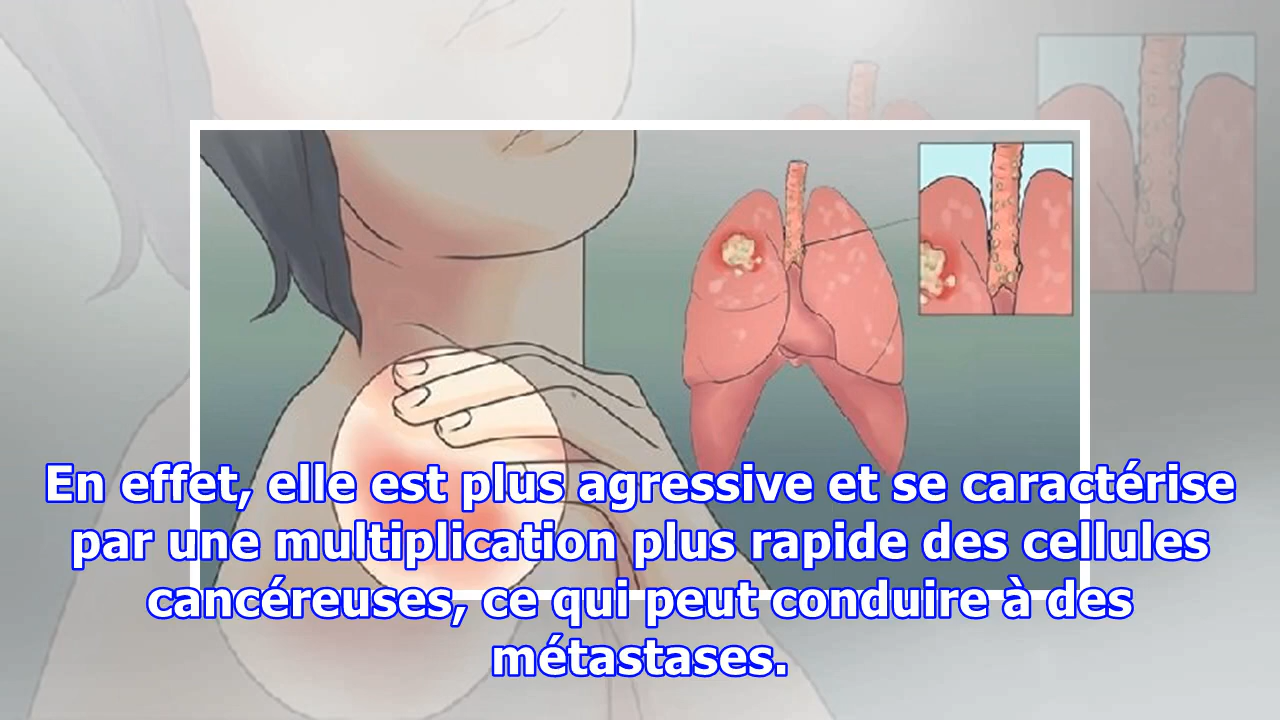 En effet, elle est plus agressive et se caractérise
par une multiplication plus rapide des cellules
cancéreuses, ce qui peut conduire à des
métastases.